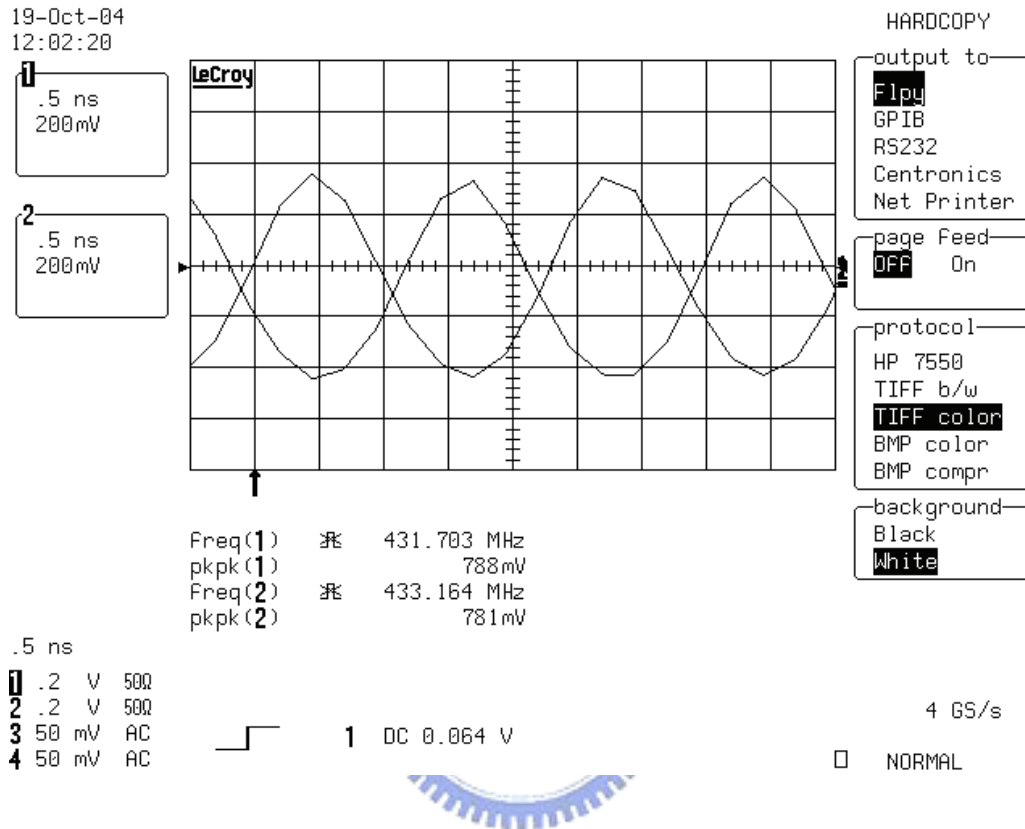 19-Oct-04
12:02:20
1
.5 ns
200mV
2
.5 ns
200mV
LeCroy
HARDCOPY
output to
Flpy
GPIB
RS232
Centronics
Net Printer
page feed
OFF On
protocol
HP 7550
TIFF b/w
TIFF color
BMP color
BMP compr
background
Black
White
Freq(1) 431.703 MHz
pkpk(1) 788mV
Freq(2) 433.164 MHz
pkpk(2) 781mV
.5 ns
1 .2 V 50Ω
2 .2 V 50Ω
3 50 mV AC
4 50 mV AC
1 DC 0.064 V
4 GS/s
NORMAL